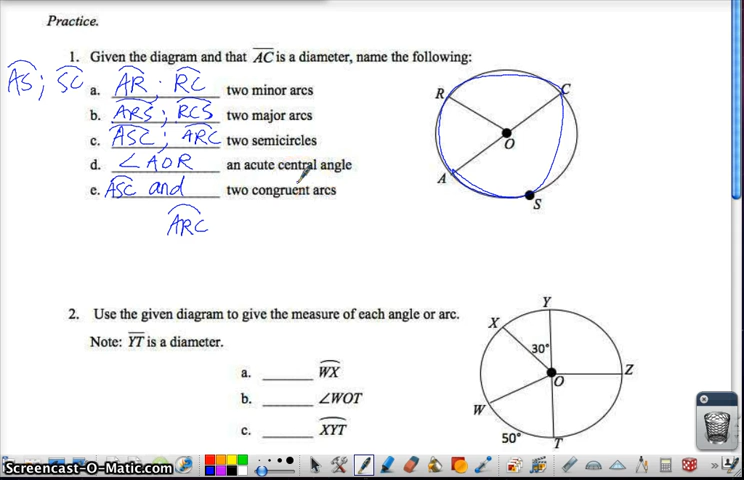 Practice.
1. Given the diagram and that AC is a diameter, name the following:
AS; SC
a. AR . RC two minor arcs
b. ARS ; RCS two major arcs
c. ASC ; ARC two semicircles
d. ∠AOR an acute central angle
e. ASC and two congruent arcs
ARC
R
C
O
A
S
2. Use the given diagram to give the measure of each angle or arc.
Note: YT is a diameter.
a. ______ WX
b. ______ ∠WOT
c. ______ XYT
Y
X
30°
Z
O
W
50°
T
Screencast-O-Matic.com